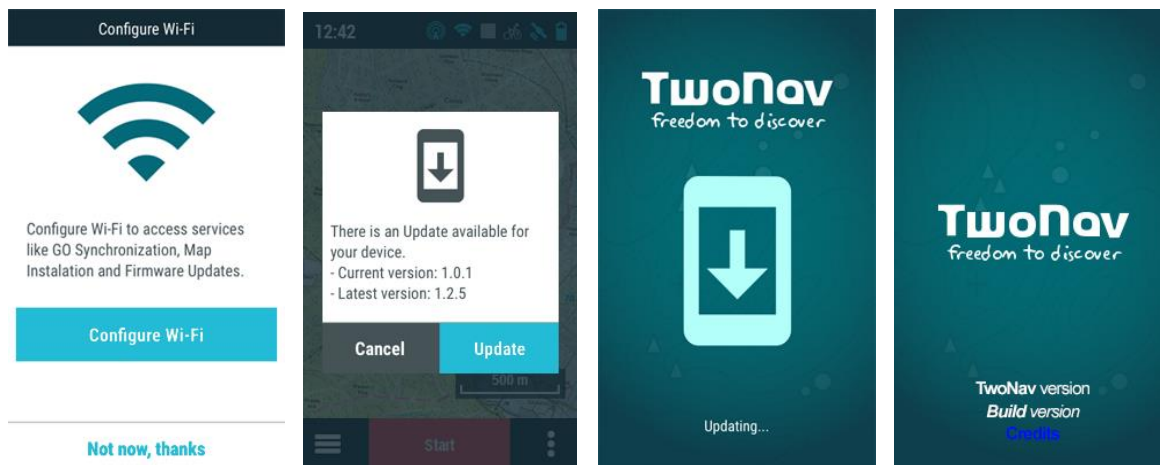 Configure Wi-Fi
Configure Wi-Fi to access services
like GO Synchronization, Map
Instalation and Firmware Updates.
Configure Wi-Fi
Not now, thanks
12:42
There is an Update available for
your device.
- Current version: 1.0.1
- Latest version: 1.2.5
Cancel
Update
500 m
Start
TwoNav
freedom to discover
Updating...
TwoNav
freedom to discover
TwoNav version
Build version
Credits